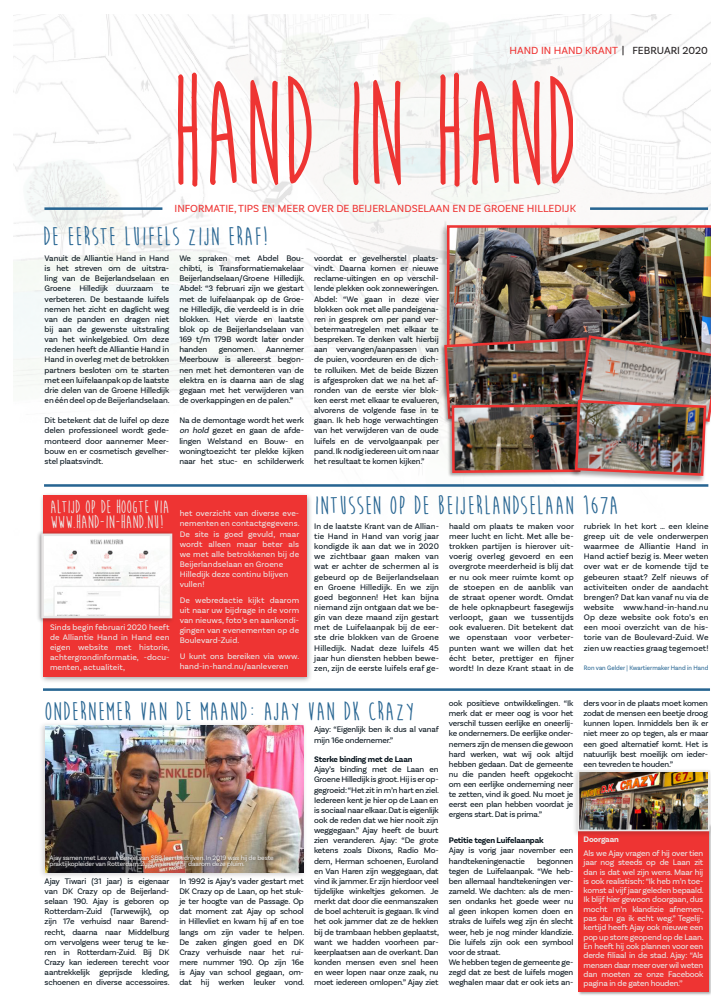 HAND IN HAND KRANT | FEBRUARI 2020
HAND IN HAND
INFORMATIE, TIPS EN MEER OVER DE BEIJERLANDSELAAN EN DE GROENE HILLEDIJK
DE EERSTE LUIFELS ZIJN ERAF!
Vanuit de Alliantie Hand in Hand
is het streven om de uitstra-
ling van de Beijerlandselaan en
Groene Hilledijk duurzaam te
verbeteren. De bestaande luifels
nemen het zicht en daglicht weg
van de panden en dragen niet
bij aan de gewenste uitstraling
van het winkelgebied. Om deze
redenen heeft de Alliantie Hand in
Hand in overleg met de betrokken
partners besloten om te starten
met een luifelaanpak op de laatste
drie delen van de Groene Hilledijk
en één deel op de Beijerlandselaan.
Dit betekent dat de luifel op deze
delen professioneel wordt gede-
monteerd door aannemer Meer-
bouw en er cosmetisch gevelher-
stel plaatsvindt.
We spraken met Abdel Bou-
chibti, is Transformatiemakelaar
Beijerlandselaan/Groene Hilledijk.
Abdel: “3 februari zijn we gestart
met de luifelaanpak op de Groe-
ne Hilledijk, die verdeeld is in drie
blokken. Het vierde en laatste
blok op de Beijerlandselaan van
169 t/m 179B wordt later onder
handen genomen. Aannemer
Meerbouw is allereerst begon-
nen met het demonteren van de
elektra en is daarna aan de slag
gegaan met het verwijderen van
de overkappingen en de palen.”
Na de demontage wordt het werk
on hold gezet en gaan de afde-
lingen Welstand en Bouw- en
woningtoezicht ter plekke kijken
naar het stuc- en schilderwerk
voordat er gevelherstel plaats-
vindt. Daarna komen er nieuwe
reclame-uitingen en op verschil-
lende plekken ook zonneweringen.
Abdel: “We gaan in deze vier
blokken ook met alle pandeigena-
ren in gesprek om per pand ver-
betermaatregelen met elkaar te
bespreken. Te denken valt hierbij
aan vervangen/aanpassen van
de puien, voordeuren en de dich-
te rolluiken. Met de beide Bizzen
is afgesproken dat we na het af-
ronden van de eerste vier blok-
ken eerst met elkaar te evalueren,
alvorens de volgende fase in te
gaan. Ik heb hoge verwachtingen
van het verwijderen van de oude
luifels en de vervolgaanpak per
pand. Ik nodig iedereen uit om naar
het resultaat te komen kijken.”
meerbouw
ALTIJD OP DE HOOGTE VIA
WWW.HAND-IN-HAND.NU!
NIEUWS AANLEVEREN
Sinds begin februari 2020 heeft
de Alliantie Hand in Hand een
eigen website met historie,
achtergrondinformatie, -docu-
menten, actualiteit,
het overzicht van diverse eve-
nementen en contactgegevens.
De site is goed gevuld, maar
wordt alleen maar beter als
we met alle betrokkenen bij de
Beijerlandselaan en Groene
Hilledijk deze continu blijven
vullen!
De webredactie kijkt daarom
uit naar uw bijdrage in de vorm
van nieuws, foto's en aankondi-
gingen van evenementen op de
Boulevard-Zuid.
U kunt ons bereiken via www.
hand-in-hand.nu/aanleveren
INTUSSEN OP DE BEIJERLANDSELAAN 167A
In de laatste Krant van de Allian-
tie Hand in Hand van vorig jaar
kondigde ik aan dat we in 2020
we zichtbaar gaan maken van
wat er achter de schermen al is
gebeurd op de Beijerlandselaan
en Groene Hilledijk. En we zijn
goed begonnen! Het kan bijna
niemand zijn ontgaan dat we be-
gin van deze maand zijn gestart
met de Luifelaanpak bij de eer-
ste drie blokken van de Groene
Hilledijk. Nadat deze luifels 45
jaar hun diensten hebben bewe-
zen, zijn de eerste luifels eraf ge-
haald om plaats te maken voor
meer lucht en licht. Met alle be-
trokken partijen is hierover uit-
voerig overleg gevoerd en een
overgrote meerderheid is blij dat
er nu ook meer ruimte komt op
de stoepen en de aanblik van
de straat opener wordt. Omdat
de hele opknapbeurt fasegewijs
verloopt, gaan we tussentijds
ook evalueren. Dit betekent dat
we openstaan voor verbeter-
punten want we willen dat het
écht beter, prettiger en fijner
wordt! In deze Krant staat in de
rubriek In het kort ... een kleine
greep uit de vele onderwerpen
waarmee de Alliantie Hand in
Hand actief bezig is. Meer weten
over wat er de komende tijd te
gebeuren staat? Zelf nieuws of
activiteiten onder de aandacht
brengen? Dat kan vanaf nu via de
website www.hand-in-hand.nu
Op deze website ook foto's en
een mooi overzicht van de his-
torie van de Boulevard-Zuid. We
zien uw reacties graag tegemoet!
Ron van Gelder | Kwartiermaker Hand in Hand
ONDERNEMER VAN DE MAAND: AJAY VAN DK CRAZY
Ajay Tiwari (31 jaar) is eigenaar
van DK Crazy op de Beijerland-
selaan 190. Ajay is geboren op
Rotterdam-Zuid (Tarwewijk), op
zijn 17e verhuisd naar Barend-
recht, daarna naar Middelburg
om vervolgens weer terug te ke-
ren in Rotterdam-Zuid. Bij DK
Crazy kan iedereen terecht voor
aantrekkelijk geprijsde kleding,
schoenen en diverse accessoires.
In 1992 is Ajay's vader gestart met
DK Crazy op de Laan, op het stuk-
je ter hoogte van de Passage. Op
dat moment zat Ajay op school
in Hillevliet en kwam hij af en toe
langs om zijn vader te helpen.
De zaken gingen goed en DK
Crazy verhuisde naar het rui-
mere nummer 190. Op zijn 16e
is Ajay van school gegaan, om-
dat hij werken leuker vond.
Ajay: “Eigenlijk ben ik dus al vanaf
mijn 16e ondernemer.”
Sterke binding met de Laan
Ajay's binding met de Laan en
Groene Hilledijk is groot. Hij is er op-
gegroeid: “Het zit in m'n hart en ziel.
Iedereen kent je hier op de Laan en
is sociaal naar elkaar. Dat is eigenlijk
ook de reden dat we hier nooit zijn
weggegaan.” Ajay heeft de buurt
zien veranderen. Ajay: “De grote
ketens zoals Dixons, Radio Mo-
dern, Herman schoenen, Euroland
en Van Haren zijn weggegaan, dat
vind ik jammer. Er zijn hierdoor veel
tijdelijke winkeltjes gekomen. Je
merkt dat door die eenmanszaken
de boel achteruit is gegaan. Ik vind
het ook jammer dat ze de hekken
bij de trambaan hebben geplaatst,
want we hadden voorheen par-
keerplaatsen aan de overkant. Dan
konden mensen even snel heen
en weer lopen naar onze zaak, nu
moet iedereen omlopen.” Ajay ziet
ook positieve ontwikkelingen. “Ik
merk dat er meer oog is voor het
verschil tussen eerlijke en oneerlij-
ke ondernemers. De eerlijke onder-
nemers zijn de mensen die gewoon
hard werken, wat wij ook altijd
hebben gedaan. Dat de gemeente
nu die panden heeft opgekocht
om een eerlijke onderneming neer
te zetten, vind ik goed. Nu moet je
eerst een plan hebben voordat je
ergens start. Dat is prima.”
Petitie tegen Luifelaanpak
Ajay is vorig jaar november een
handtekeningenactie begonnen
tegen de Luifelaanpak. “We heb-
ben allemaal handtekeningen ver-
zameld. We dachten: als de men-
sen ondanks het goede weer nu
al geen inkopen komen doen en
straks de luifels weg zijn én slecht
weer, heb je nog minder klandizie.
Die luifels zijn ook een symbool
voor de straat.
We hebben tegen de gemeente ge-
zegd dat ze best de luifels mogen
weghalen maar dat er ook iets an-
ders voor in de plaats moet komen
zodat de mensen een beetje droog
kunnen lopen. Inmiddels ben ik er
niet meer zo op tegen, als er maar
een goed alternatief komt. Het is
natuurlijk best moeilijk om ieder-
een tevreden te houden.”
CRAZY €7.
Doorgaan
Als we Ajay vragen of hij over tien
jaar nog steeds op de Laan zit
dan is dat wel zijn wens. Maar hij
is ook realistisch: “Ik heb m'n toe-
komst al vijf jaar geleden bepaald.
Ik blijf hier gewoon doorgaan, dus
mocht m'n klandizie afnemen,
pas dan ga ik echt weg.” Tegelij-
kertijd heeft Ajay ook nieuwe een
pop up store geopend op de Laan.
En heeft hij ook plannen voor een
derde filiaal in de stad. Ajay: “Als
mensen daar meer over wil weten
dan moeten ze onze Facebook
pagina in de gaten houden.”